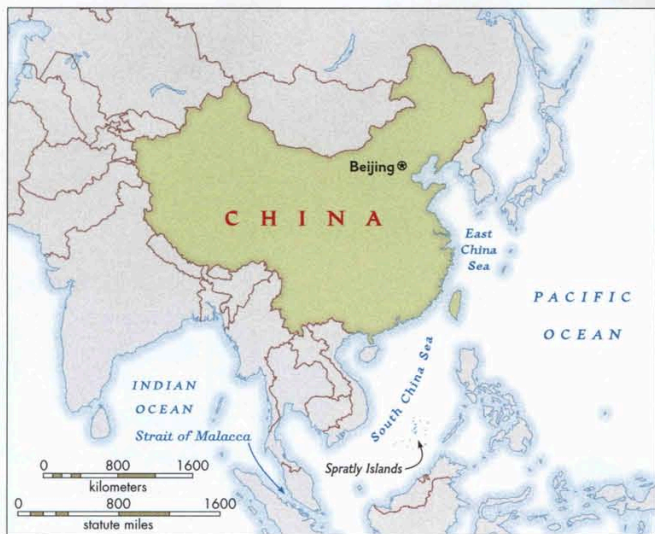 Beijing
CHINA
East
China
Sea
PACIFIC
OCEAN
South China Sea
INDIAN
OCEAN
Strait of Malacca
Spratly Islands
0 800 1600
kilometers
0 800 1600
statute miles